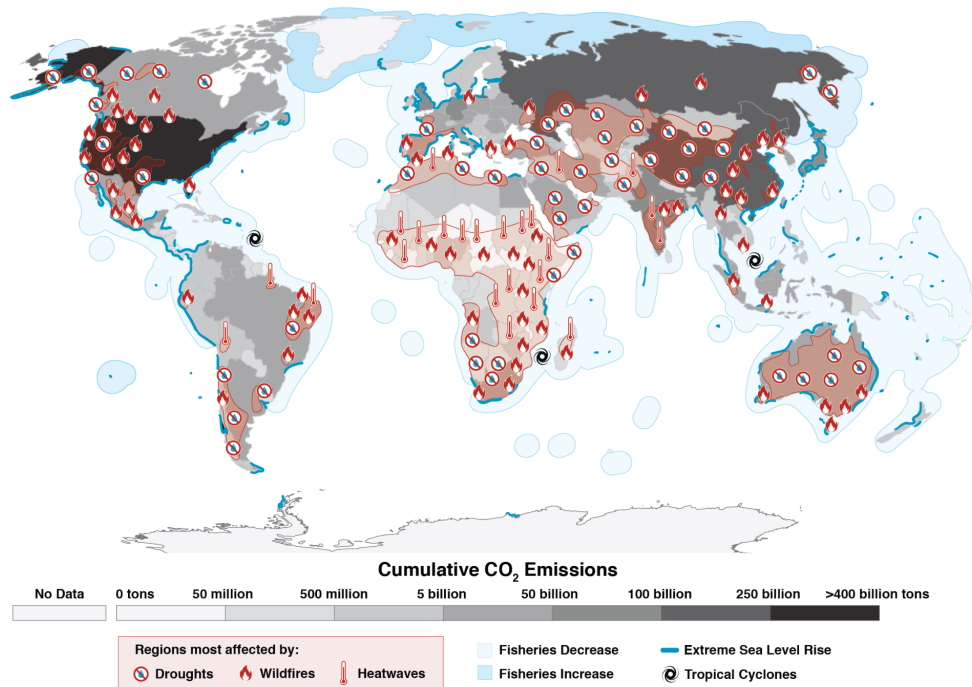 Cumulative CO₂ Emissions
No Data 0 tons 50 million 500 million 5 billion 50 billion 100 billion 250 billion >400 billion tons
Regions most affected by:
Droughts Wildfires Heatwaves
Fisheries Decrease
Fisheries Increase
Extreme Sea Level Rise
Tropical Cyclones